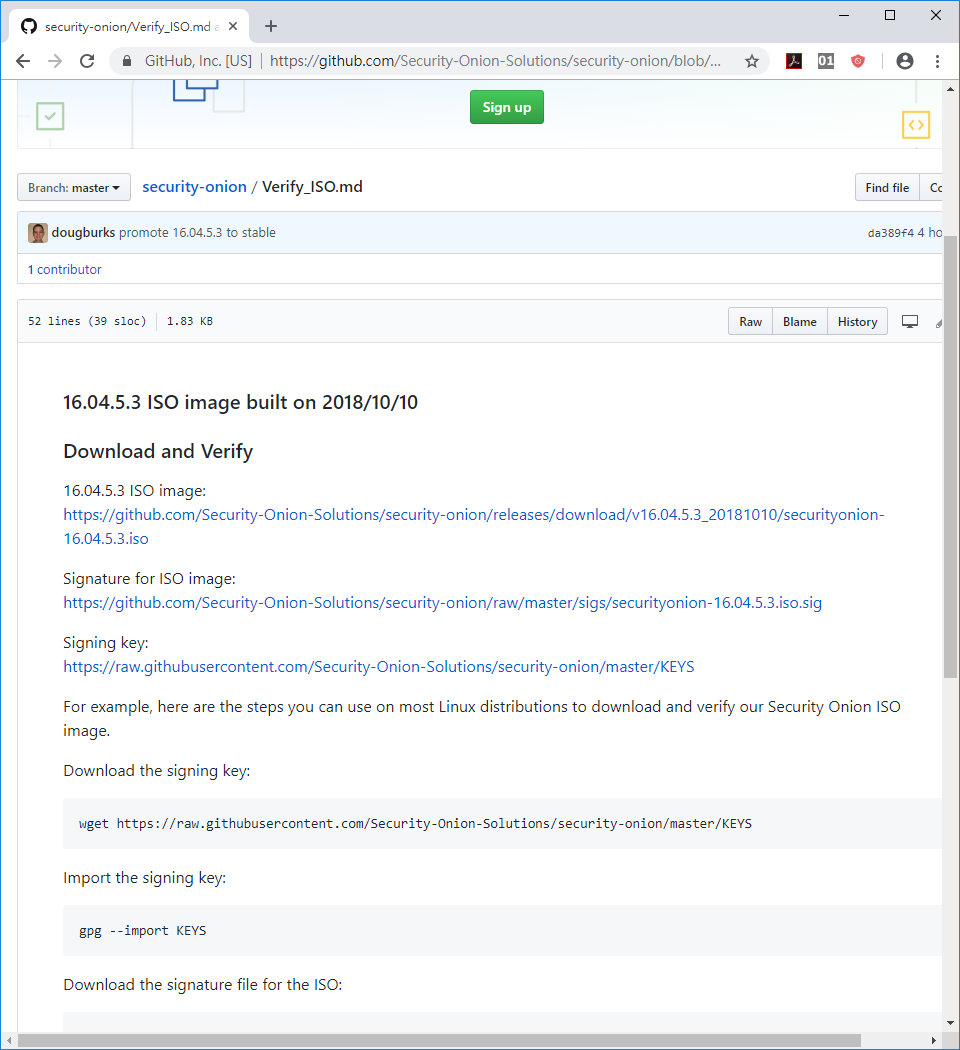 security-onion/Verify_ISO.md
GitHub, Inc. [US] | https://github.com/Security-Onion-Solutions/security-onion/blob/...
01
Sign up
Branch: master
security-onion / Verify_ISO.md
Find file
dougburks promote 16.04.5.3 to stable
da389f4 4
1 contributor
52 lines (39 sloc) 1.83 KB
Raw Blame History
16.04.5.3 ISO image built on 2018/10/10
Download and Verify
16.04.5.3 ISO image:
https://github.com/Security-Onion-Solutions/security-onion/releases/download/v16.04.5.3_20181010/securityonion-
16.04.5.3.iso
Signature for ISO image:
https://github.com/Security-Onion-Solutions/security-onion/raw/master/sigs/securityonion-16.04.5.3.iso.sig
Signing key:
https://raw.githubusercontent.com/Security-Onion-Solutions/security-onion/master/KEYS
For example, here are the steps you can use on most Linux distributions to download and verify our Security Onion ISO
image.
Download the signing key:
wget https://raw.githubusercontent.com/Security-Onion-Solutions/security-onion/master/KEYS
Import the signing key:
gpg --import KEYS
Download the signature file for the ISO: